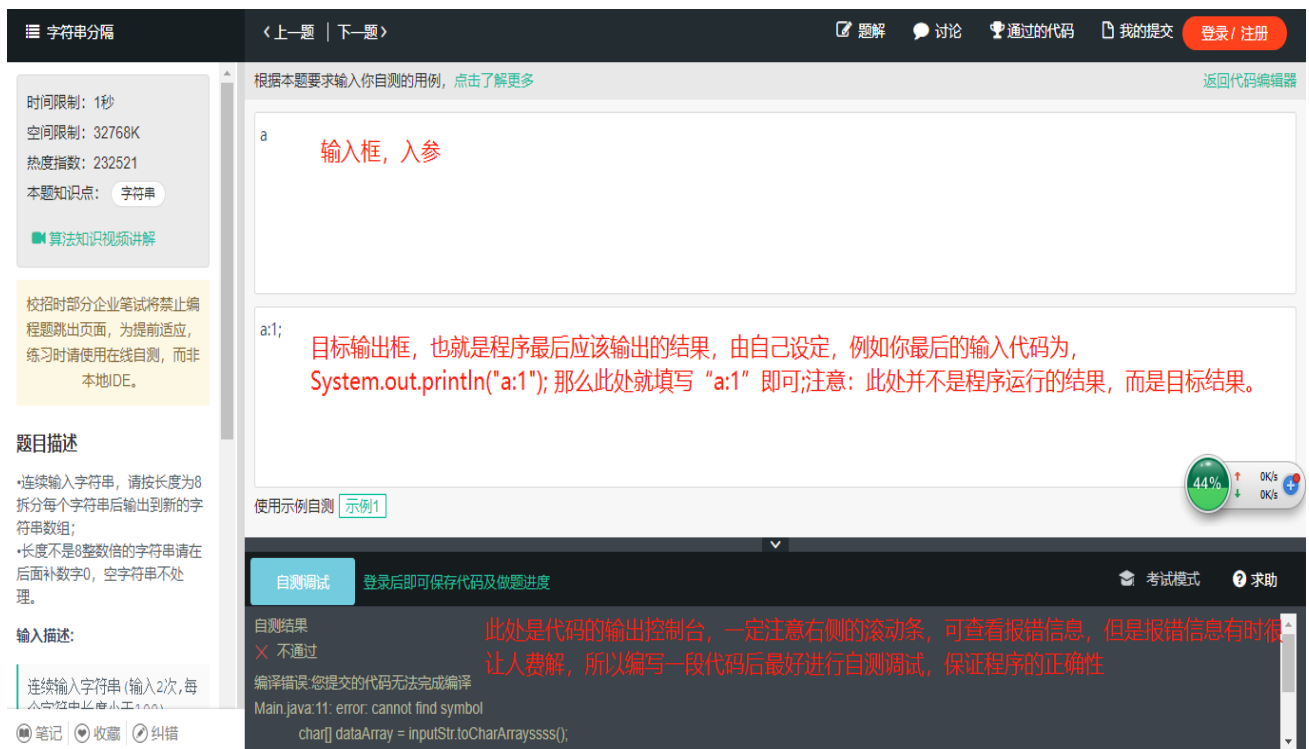 字符串分隔
上一题 | 下一题
题解
讨论
通过的代码
我的提交
登录 / 注册
时间限制：1秒
空间限制：32768K
热度指数：232521
本题知识点： 字符串
算法知识视频讲解
校招时部分企业笔试将禁止编
程题跳出页面，为提前适应，
练习时请使用在线自测，而非
本地IDE。
题目描述
•连续输入字符串，请按长度为8
拆分每个字符串后输出到新的字
符串数组；
•长度不是8整数倍的字符串请在
后面补数字0，空字符串不处
理。
输入描述:
连续输入字符串(输入2次,每
个字符串长度小于100)
笔记
收藏
纠错
根据本题要求输入你自测的用例，点击了解更多
返回代码编辑器
a
输入框，入参
a:1;
目标输出框，也就是程序最后应该输出的结果，由自己设定，例如你最后的输入代码为，
System.out.println("a:1"); 那么此处就填写“a:1”即可;注意：此处并不是程序运行的结果，而是目标结果。
44%
0K/s
0K/s
使用示例自测 示例1
自测调试
登录后即可保存代码及做题进度
考试模式
求助
自测结果
不通过
此处是代码的输出控制台，一定注意右侧的滚动条，可查看报错信息，但是报错信息有时很
让人费解，所以编写一段代码后最好进行自测调试，保证程序的正确性
编译错误:您提交的代码无法完成编译
Main.java:11: error: cannot find symbol
char[] dataArray = inputStr.toCharArrayssss();